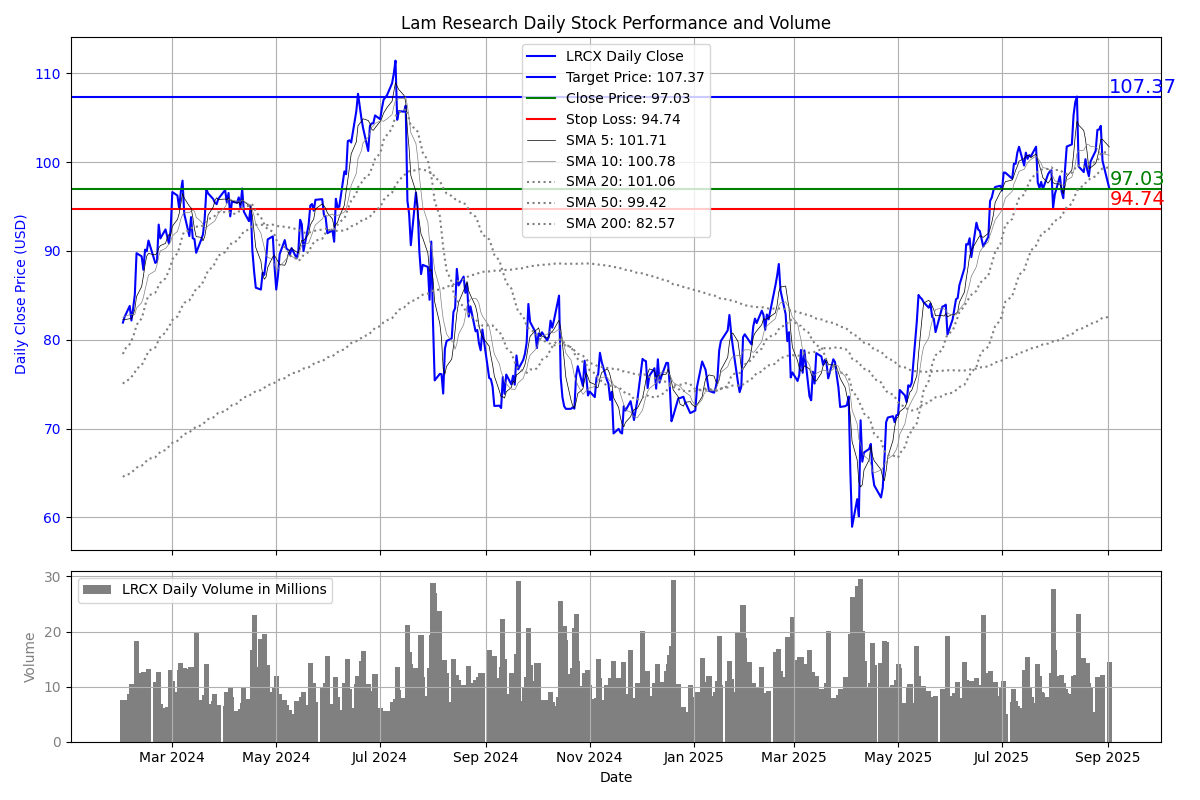 Lam Research Daily Stock Performance and Volume
LRCX Daily Close
Target Price: 107.37
Close Price: 97.03
Stop Loss: 94.74
SMA 5: 101.71
SMA 10: 100.78
SMA 20: 101.06
SMA 50: 99.42
SMA 200: 82.57
107.37
97.03
94.74
Daily Close Price (USD)
110
100
90
80
70
60
LRCX Daily Volume in Millions
Volume
30
20
10
0
Mar 2024 May 2024 Jul 2024 Sep 2024 Nov 2024 Jan 2025 Mar 2025 May 2025 Jul 2025 Sep 2025
Date